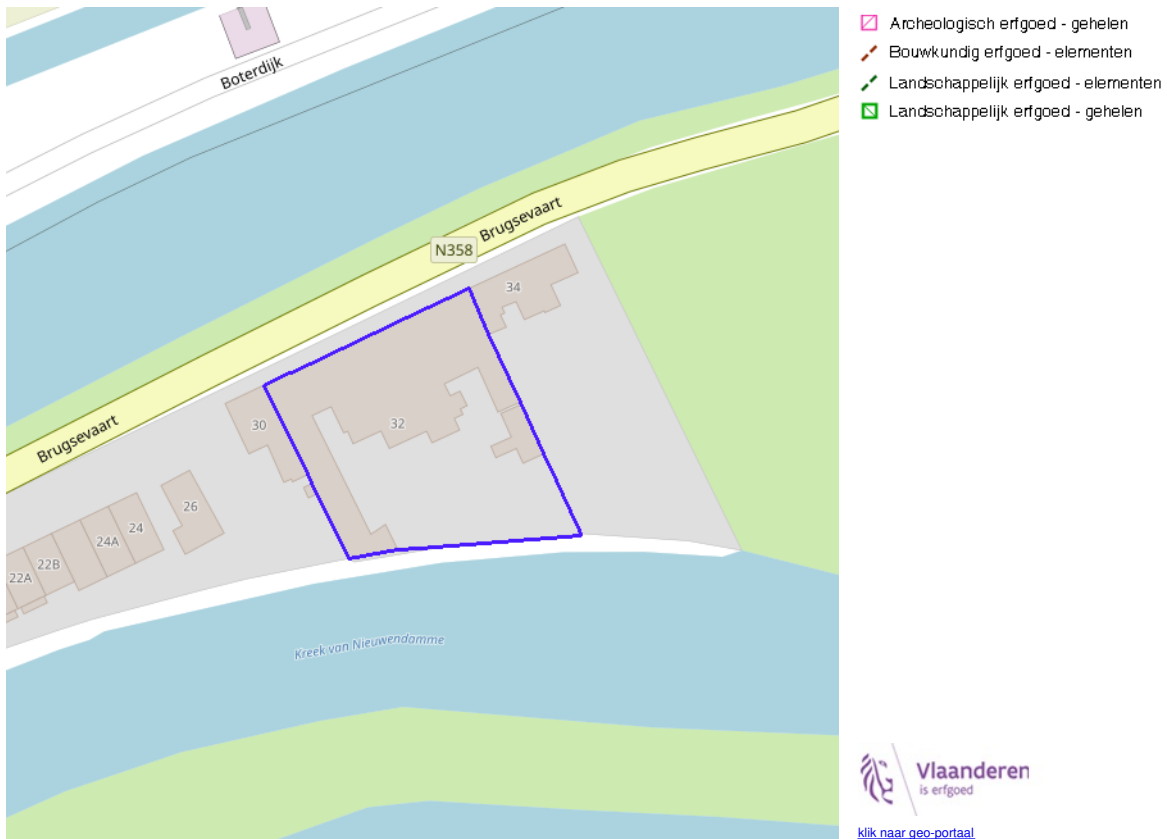 Boterdijk
Brugsevaart
N358
34
30
32
Brugsevaart
26
24
24A
22B
22A
Kreek van Nieuwendamme
Archeologisch erfgoed - gehelen
Bouwkundig erfgoed - elementen
Landschappelijk erfgoed - elementen
Landschappelijk erfgoed - gehelen
Vlaanderen
is erfgoed
klik naar geo-portaal